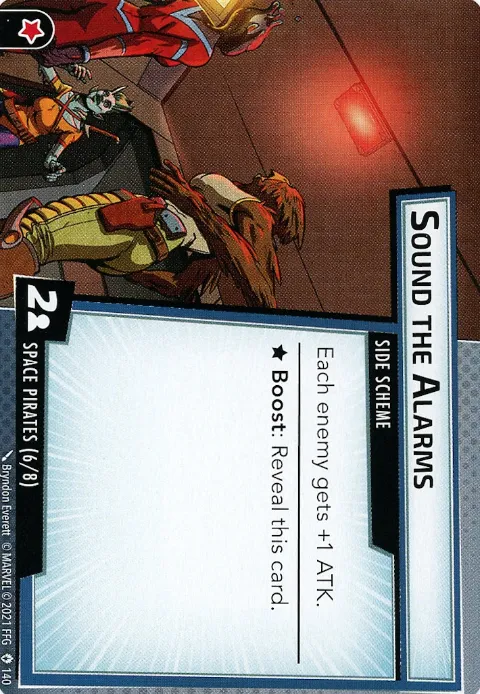 SOUND THE ALARMS
SIDE SCHEME
Each enemy gets +1 ATK.
★ Boost: Reveal this card.
2
SPACE PIRATES (6/8)
Bryndon Everett © MARVEL © 2021 FFG 140